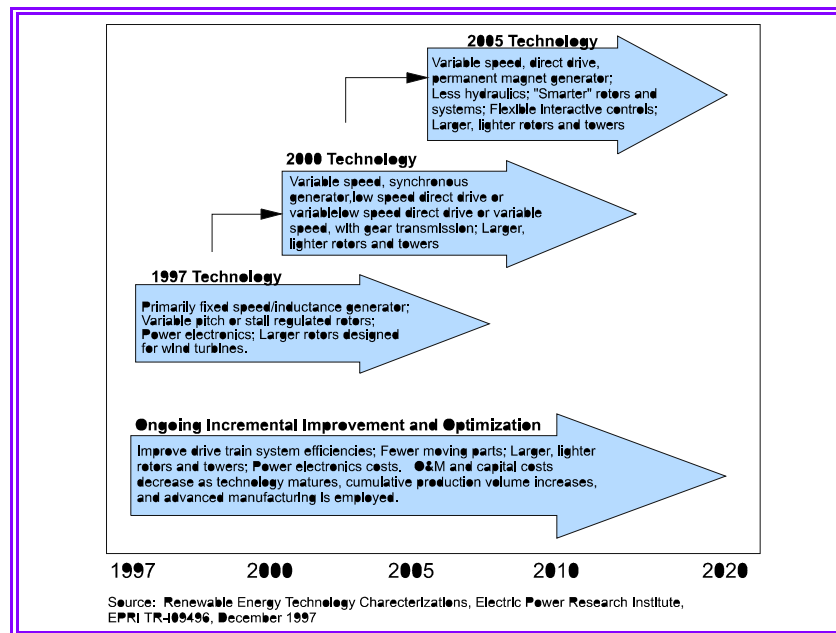 2005 Technology
Variable speed, direct drive,
permanent magnet generator;
Less hydraulics; "Smarter" rotors and
systems; Flexible interactive controls;
Larger, lighter rotors and towers
2000 Technology
Variable speed, synchronous
generator,low speed direct drive or
variablelow speed direct drive or variable
speed, with gear transmission; Larger,
lighter rotors and towers
1997 Technology
Primarily fixed speed/inductance generator;
Variable pitch or stall regulated rotors;
Power electronics; Larger rotors designed
for wind turbines.
Ongoing Incremental Improvement and Optimization
Improve drive train system efficiencies; Fewer moving parts; Larger, lighter
rotors and towers; Power electronics costs. O&M and capital costs
decrease as technology matures, cumulative production volume increases,
and advanced manufacturing is employed.
1997 2000 2005 2010 2020
Source: Renewable Energy Technology Charecterizations, Electric Power Research Institute,
EPRI TR-109496, December 1997